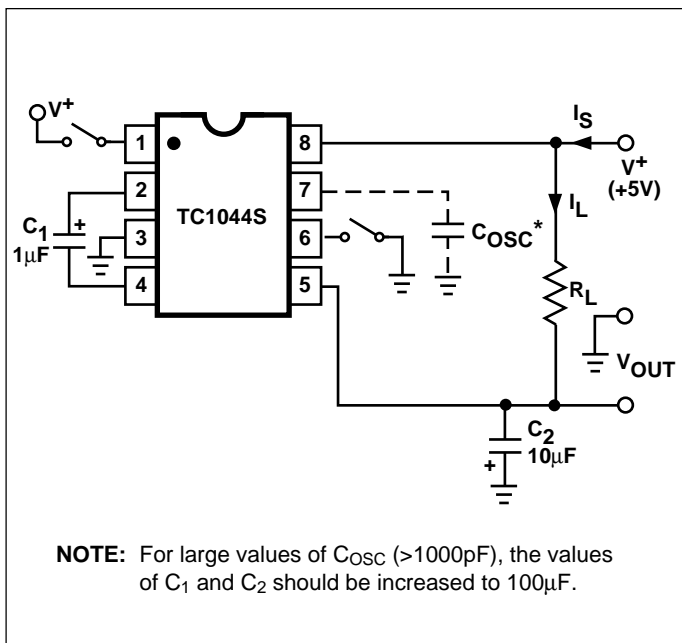 V+
IS
1
8
V+
(+5V)
2
7
IL
C1
+
1µF
TC1044S
3
6
COSC*
4
5
RL
VOUT
C2
10µF
+
NOTE: For large values of COSC (>1000pF), the values
of C1 and C2 should be increased to 100µF.